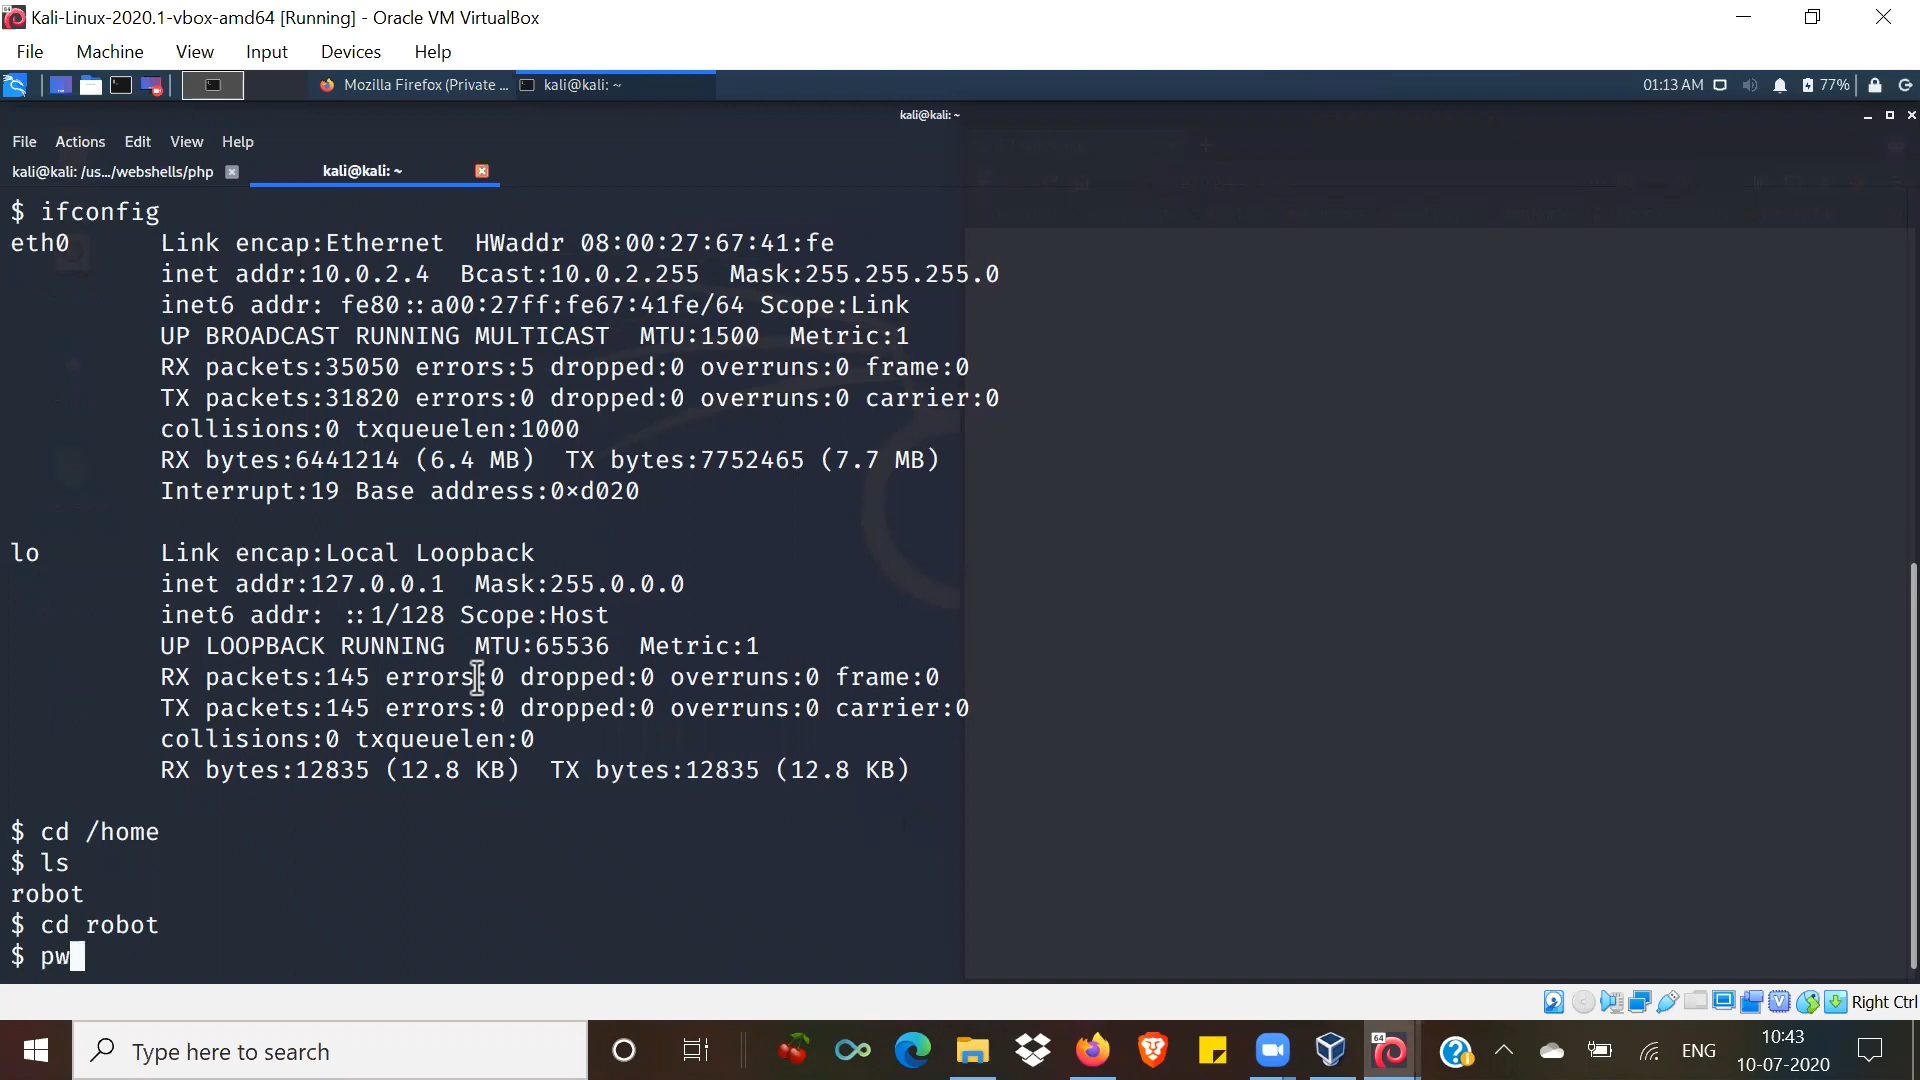 Kali-Linux-2020.1-vbox-amd64 [Running] - Oracle VM VirtualBox
File Machine View Input Devices Help
Mozilla Firefox (Private ... kali@kali: ~ 01:13 AM 77%
kali@kali: ~
File Actions Edit View Help
kali@kali: /us.../webshells/php kali@kali: ~
$ ifconfig
eth0 Link encap:Ethernet HWaddr 08:00:27:67:41:fe
inet addr:10.0.2.4 Bcast:10.0.2.255 Mask:255.255.255.0
inet6 addr: fe80::a00:27ff:fe67:41fe/64 Scope:Link
UP BROADCAST RUNNING MULTICAST MTU:1500 Metric:1
RX packets:35050 errors:5 dropped:0 overruns:0 frame:0
TX packets:31820 errors:0 dropped:0 overruns:0 carrier:0
collisions:0 txqueuelen:1000
RX bytes:6441214 (6.4 MB) TX bytes:7752465 (7.7 MB)
Interrupt:19 Base address:0×d020
lo Link encap:Local Loopback
inet addr:127.0.0.1 Mask:255.0.0.0
inet6 addr: ::1/128 Scope:Host
UP LOOPBACK RUNNING MTU:65536 Metric:1
RX packets:145 errors:0 dropped:0 overruns:0 frame:0
TX packets:145 errors:0 dropped:0 overruns:0 carrier:0
collisions:0 txqueuelen:0
RX bytes:12835 (12.8 KB) TX bytes:12835 (12.8 KB)
$ cd /home
$ ls
robot
$ cd robot
$ pw
Right Ctrl
Type here to search
64
ENG
10:43
10-07-2020